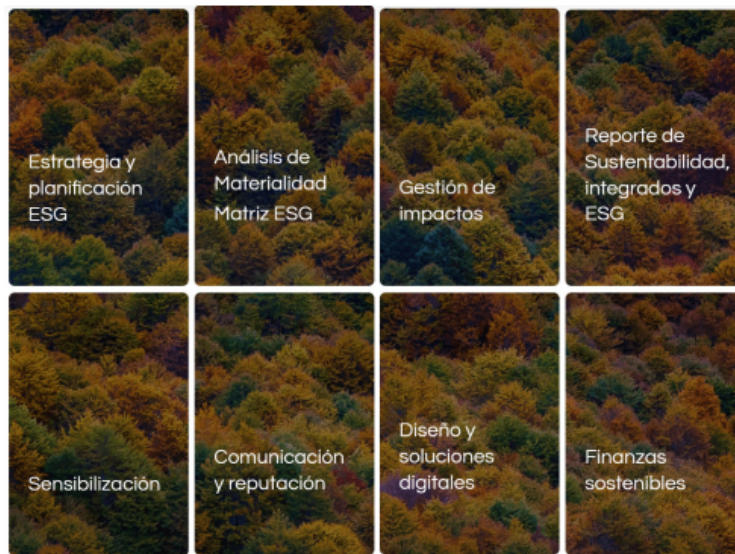 Estrategia y
planificación
ESG
Análisis de
Materialidad
Matriz ESG
Gestión de
impactos
Reporte de
Sustentabilidad,
integrados y
ESG
Sensibilización
Comunicación
y reputación
Diseño y
soluciones
digitales
Finanzas
sostenibles